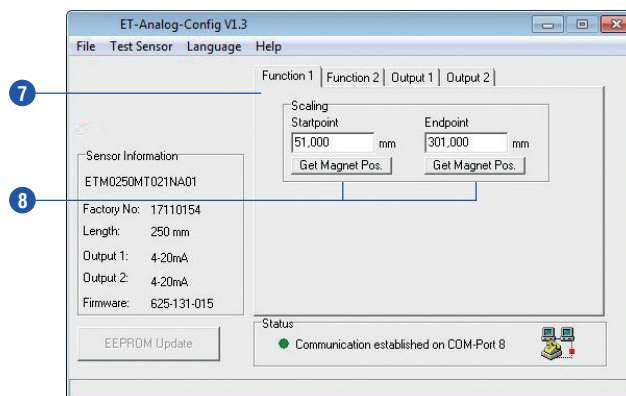 ET-Analog-Config V1.3
File Test Sensor Language Help
Function 1 Function 2 Output 1 Output 2
7
Scaling
Startpoint Endpoint
51,000 mm 301,000 mm
Get Magnet Pos. Get Magnet Pos.
8
Sensor Information
ETM0250MT021NA01
Factory No: 17110154
Length: 250 mm
Output 1: 4-20mA
Output 2: 4-20mA
Firmware: 625-131-015
EEPROM Update
Status
Communication established on COM-Port 8